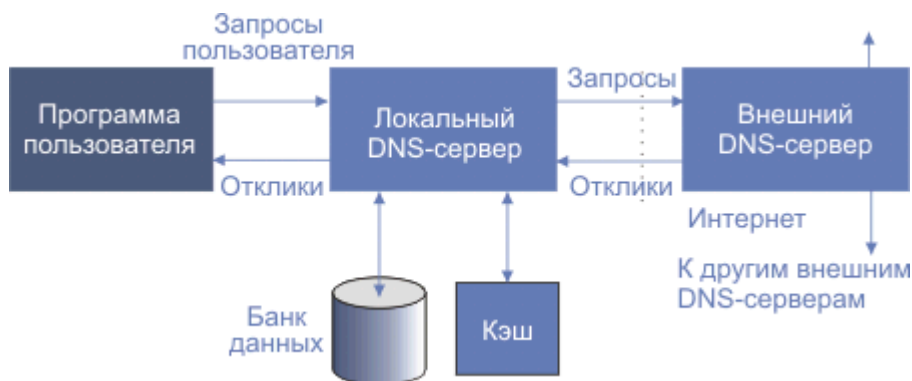 Запросы
пользователя
Программа
пользователя
Отклики
Локальный
DNS-сервер
Запросы
Отклики
Внешний
DNS-сервер
Интернет
К другим внешним
DNS-серверам
Банк
данных
Кэш